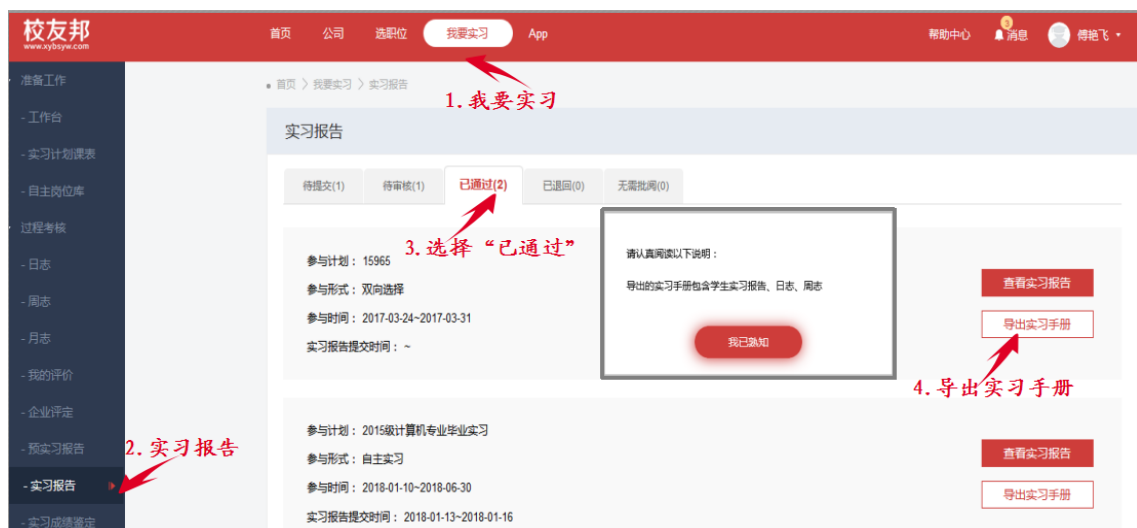 校友邦
www.xybsyw.com
首页 公司 选职位 我要实习 App
帮助中心 3 消息 傅艳飞
准备工作
- 工作台
- 实习计划课表
- 自主岗位库
过程考核
- 日志
- 周志
- 月志
- 我的评价
- 企业评定
- 预实习报告
- 实习报告
- 实习成绩鉴定
首页 〉 我要实习 〉 实习报告
1.我要实习
实习报告
待提交(1) 待审核(1) 已通过(2) 已退回(0) 无需批阅(0)
2.实习报告
3.选择“已通过”
参与计划： 15965
参与形式： 双向选择
参与时间： 2017-03-24~2017-03-31
实习报告提交时间： ~
请认真阅读以下说明：
导出的实习手册包含学生实习报告、日志、周志
我已熟知
查看实习报告
导出实习手册
4.导出实习手册
参与计划： 2015级计算机专业毕业实习
参与形式： 自主实习
参与时间： 2018-01-10~2018-06-30
实习报告提交时间： 2018-01-13~2018-01-16
查看实习报告
导出实习手册